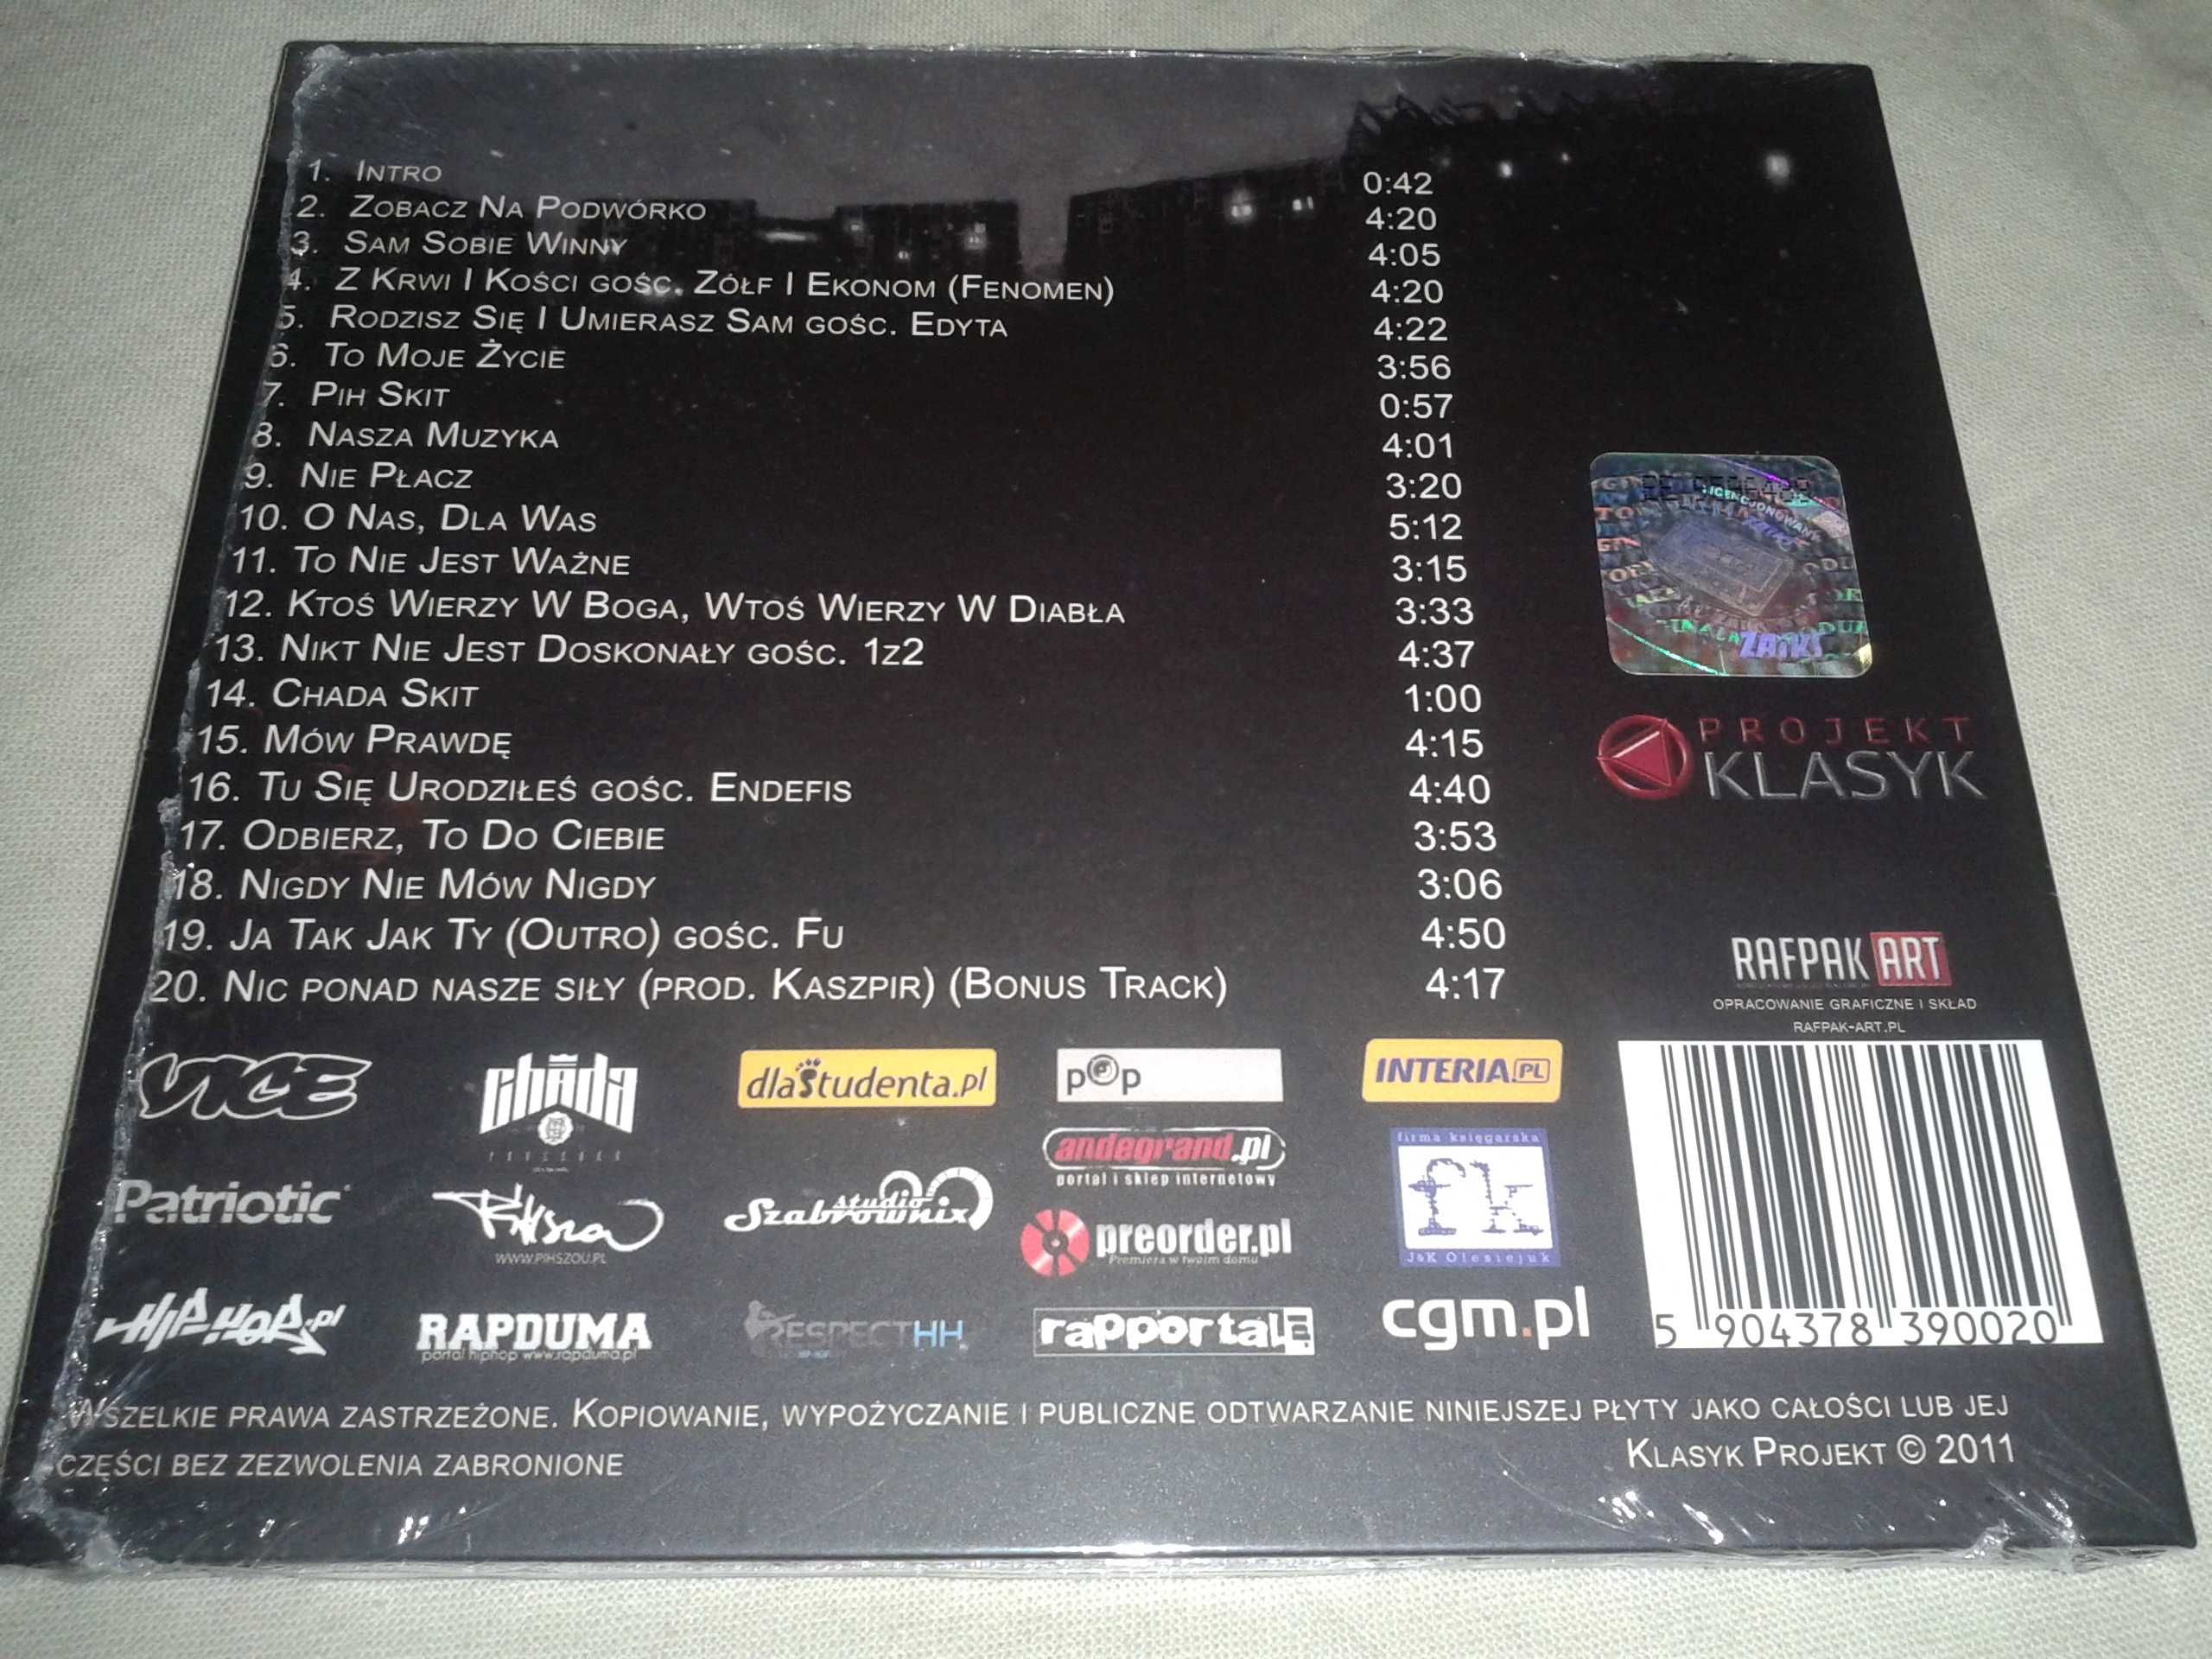 1. Intro 0:42
2. Zobacz Na Podwórko 4:20
3. Sam Sobie Winny 4:05
4. Z Krwi I Kości gośc. Zółf I Ekonom (Fenomen) 4:20
5. Rodzisz Się I Umierasz Sam gośc. Edyta 4:22
6. To Moje Życie 3:56
7. Pih Skit 0:57
8. Nasza Muzyka 4:01
9. Nie Płacz 3:20
10. O Nas, Dla Was 5:12
11. To Nie Jest Ważne 3:15
12. Ktoś Wierzy W Boga, Wtoś Wierzy W Diabła 3:33
13. Nikt Nie Jest Doskonały gośc. 1z2 4:37
14. Chada Skit 1:00
15. Mów Prawdę 4:15
16. Tu Się Urodziłeś gośc. Endefis 4:40
17. Odbierz, To Do Ciebie 3:53
18. Nigdy Nie Mów Nigdy 3:06
19. Ja Tak Jak Ty (Outro) gośc. Fu 4:50
20. Nic ponad nasze siły (prod. Kaszpir) (Bonus Track) 4:17
ZAiKS
PROJEKT
KLASYK
RAFPAK ART
OPRACOWANIE GRAFICZNE I SKŁAD
RAFPAK-ART.PL
VICE
chada
dlaStudenta.pl
pop
INTERIA.PL
andegrand.pl
portal i sklep internetowy
firma księgarska
fk
J&K Olesiejuk
Patriotic
Pihszou
WWW.PIHSZOU.PL
studio
Szabrownix
preorder.pl
Premiera w twoim domu
HIP-HOP.pl
RAPDUMA
portal hiphop www.rapduma.pl
RESPECTHH
rapportal.pl
cgm.pl
5 904378 390020
Wszelkie prawa zastrzeżone. Kopiowanie, wypożyczanie i publiczne odtwarzanie niniejszej płyty jako całości lub jej
części bez zezwolenia zabronione
Klasyk Projekt © 2011